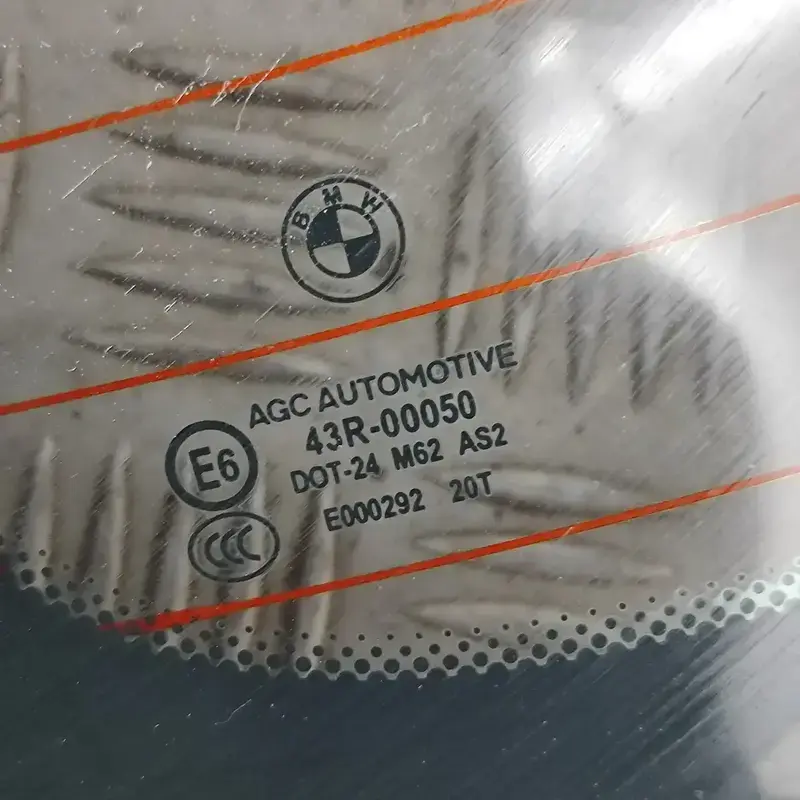 BMW
AGC AUTOMOTIVE
43R-00050
E6
DOT-24 M62 AS2
E000292 20T
CCC